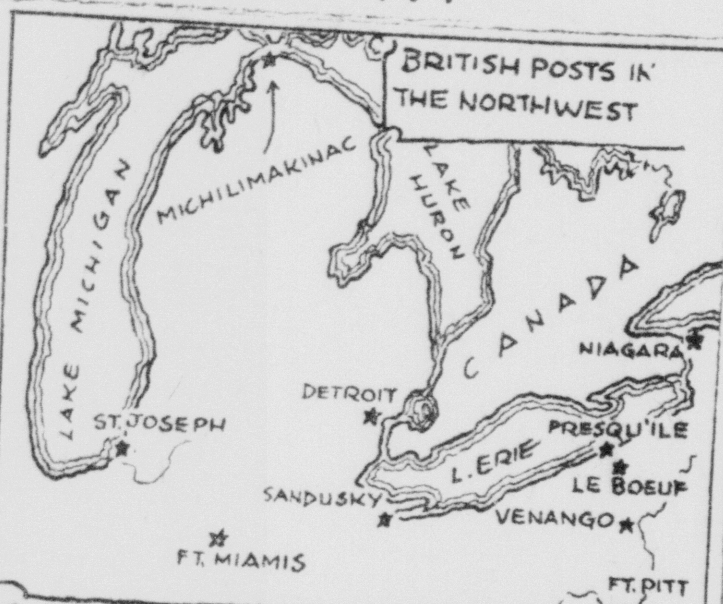 BRITISH POSTS IN
THE NORTHWEST
MICHILIMAKINAC
LAKE
HURON
LAKE MICHIGAN
CANADA
NIAGARA
DETROIT
ST. JOSEPH
PRESQU'ILE
L. ERIE
LE BOEUF
SANDUSKY
VENANGO
FT. MIAMIS
FT. PITT